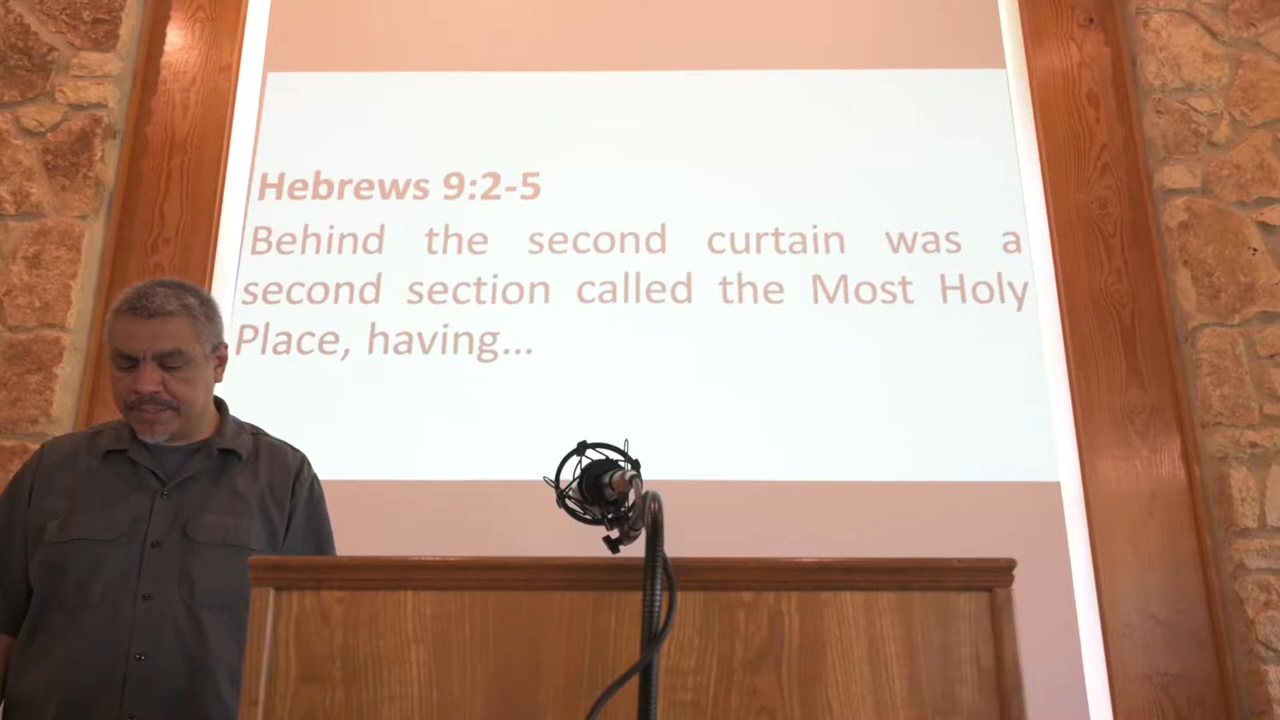 Hebrews 9:2-5
Behind the second curtain was a
second section called the Most Holy
Place, having...